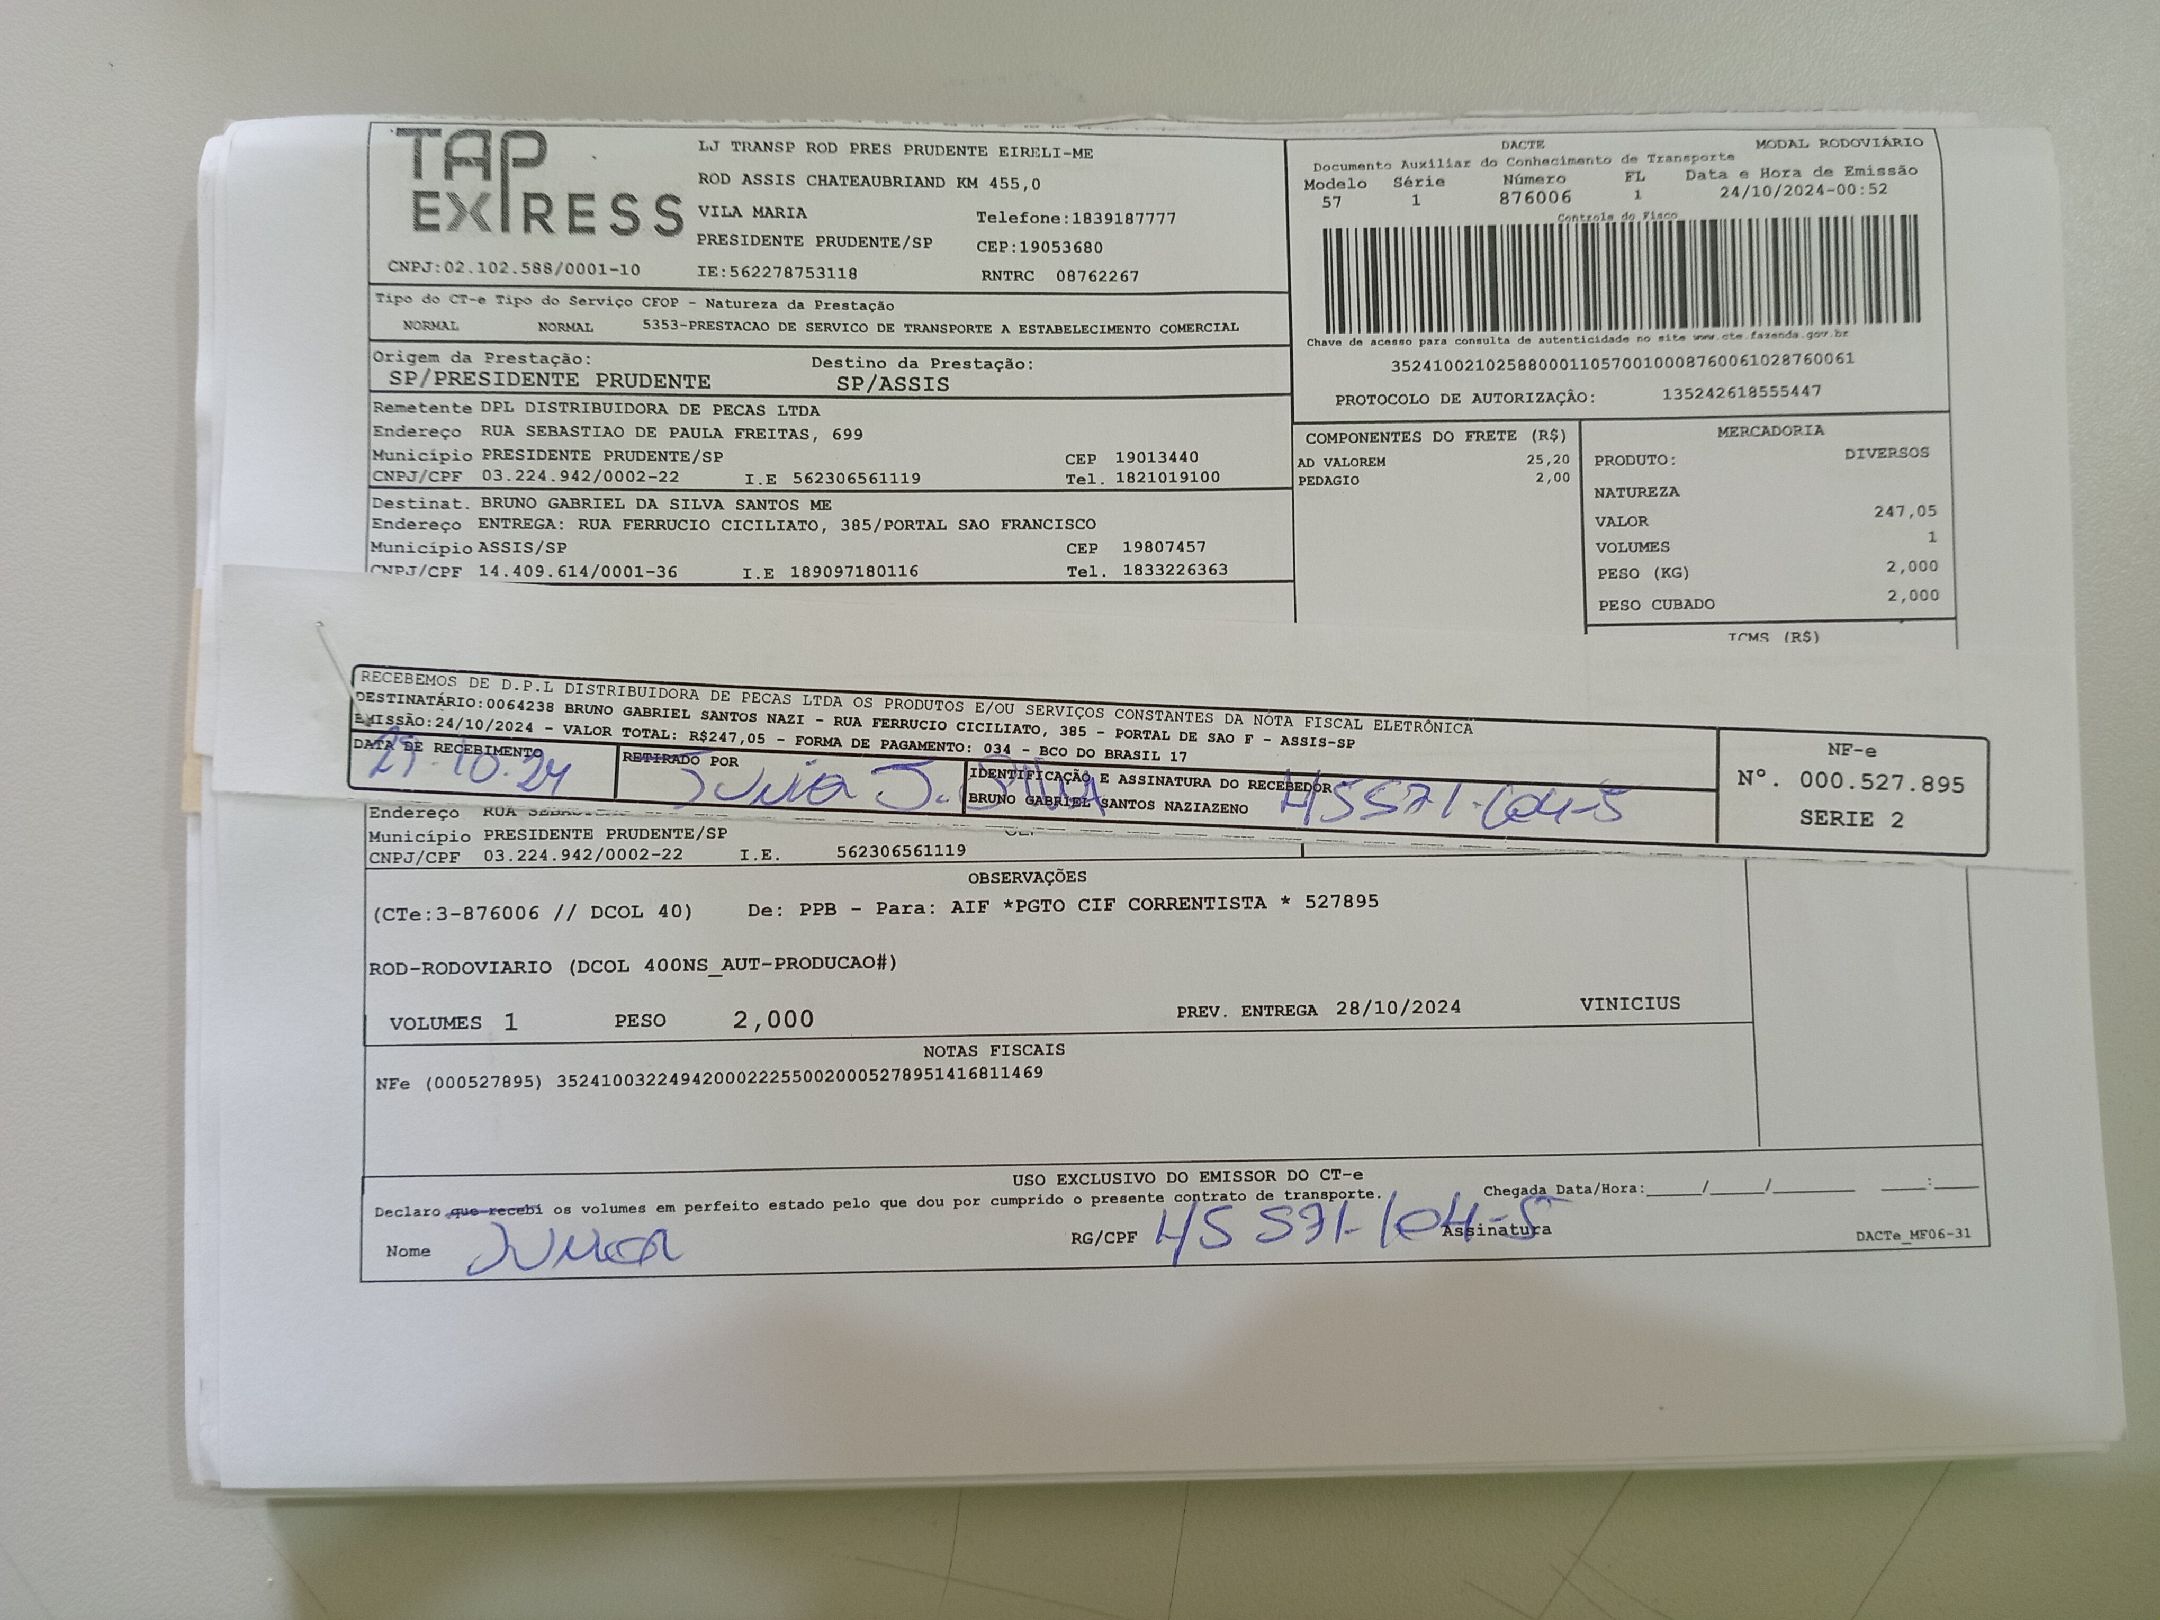 TAP
EXPRESS
CNPJ:02.102.588/0001-10
LJ TRANSP ROD PRES PRUDENTE EIRELI-ME
ROD ASSIS CHATEAUBRIAND KM 455,0
VILA MARIA Telefone:1839187777
PRESIDENTE PRUDENTE/SP CEP:19053680
IE:562278753118 RNTRC 08762267
DACTE MODAL RODOVIÁRIO
Documento Auxiliar do Conhecimento de Transporte
Modelo Série Número FL Data e Hora de Emissão
57 1 876006 1 24/10/2024-00:52
Controle do Fisco
Chave de acesso para consulta de autenticidade no site www.cte.fazenda.gov.br
35241002102588000110570010008760061028760061
PROTOCOLO DE AUTORIZAÇÃO: 135242618555447
Tipo do CT-e Tipo do Serviço CFOP - Natureza da Prestação
NORMAL NORMAL 5353-PRESTACAO DE SERVICO DE TRANSPORTE A ESTABELECIMENTO COMERCIAL
Origem da Prestação: Destino da Prestação:
SP/PRESIDENTE PRUDENTE SP/ASSIS
Remetente DPL DISTRIBUIDORA DE PECAS LTDA
Endereço RUA SEBASTIAO DE PAULA FREITAS, 699
Município PRESIDENTE PRUDENTE/SP CEP 19013440
CNPJ/CPF 03.224.942/0002-22 I.E 562306561119 Tel. 1821019100
Destinat. BRUNO GABRIEL DA SILVA SANTOS ME
Endereço ENTREGA: RUA FERRUCIO CICILIATO, 385/PORTAL SAO FRANCISCO
Município ASSIS/SP CEP 19807457
CNPJ/CPF 14.409.614/0001-36 I.E 189097180116 Tel. 1833226363
COMPONENTES DO FRETE (R$)
AD VALOREM 25,20
PEDAGIO 2,00
MERCADORIA
PRODUTO: DIVERSOS
NATUREZA
VALOR 247,05
VOLUMES 1
PESO (KG) 2,000
PESO CUBADO 2,000
ICMS (R$)
RECEBEMOS DE D.P.L DISTRIBUIDORA DE PECAS LTDA OS PRODUTOS E/OU SERVIÇOS CONSTANTES DA NOTA FISCAL ELETRÔNICA
DESTINATÁRIO:0064238 BRUNO GABRIEL SANTOS NAZI - RUA FERRUCIO CICILIATO, 385 - PORTAL DE SAO F - ASSIS-SP
EMISSÃO:24/10/2024 - VALOR TOTAL: R$247,05 - FORMA DE PAGAMENTO: 034 - BCO DO BRASIL 17
DATA DE RECEBIMENTO RETIRADO POR IDENTIFICAÇÃO E ASSINATURA DO RECEBEDOR
BRUNO GABRIEL SANTOS NAZIAZENO
J. Silva
NF-e
Nº. 000.527.895
SERIE 2
Endereço RUA
Município PRESIDENTE PRUDENTE/SP
CNPJ/CPF 03.224.942/0002-22 I.E. 562306561119
OBSERVAÇÕES
(CTe:3-876006 // DCOL 40) De: PPB - Para: AIF *PGTO CIF CORRENTISTA * 527895
ROD-RODOVIARIO (DCOL 400NS_AUT-PRODUCAO#)
VOLUMES 1 PESO 2,000 PREV. ENTREGA 28/10/2024 VINICIUS
NOTAS FISCAIS
NFe (000527895) 35241003224942000222550020005278951416811469
USO EXCLUSIVO DO EMISSOR DO CT-e
Declaro que recebi os volumes em perfeito estado pelo que dou por cumprido o presente contrato de transporte. Chegada Data/Hora:_____/_____/________ ____:____
Nome RG/CPF 45 571-104-5 Assinatura
DACTe_MF06-31